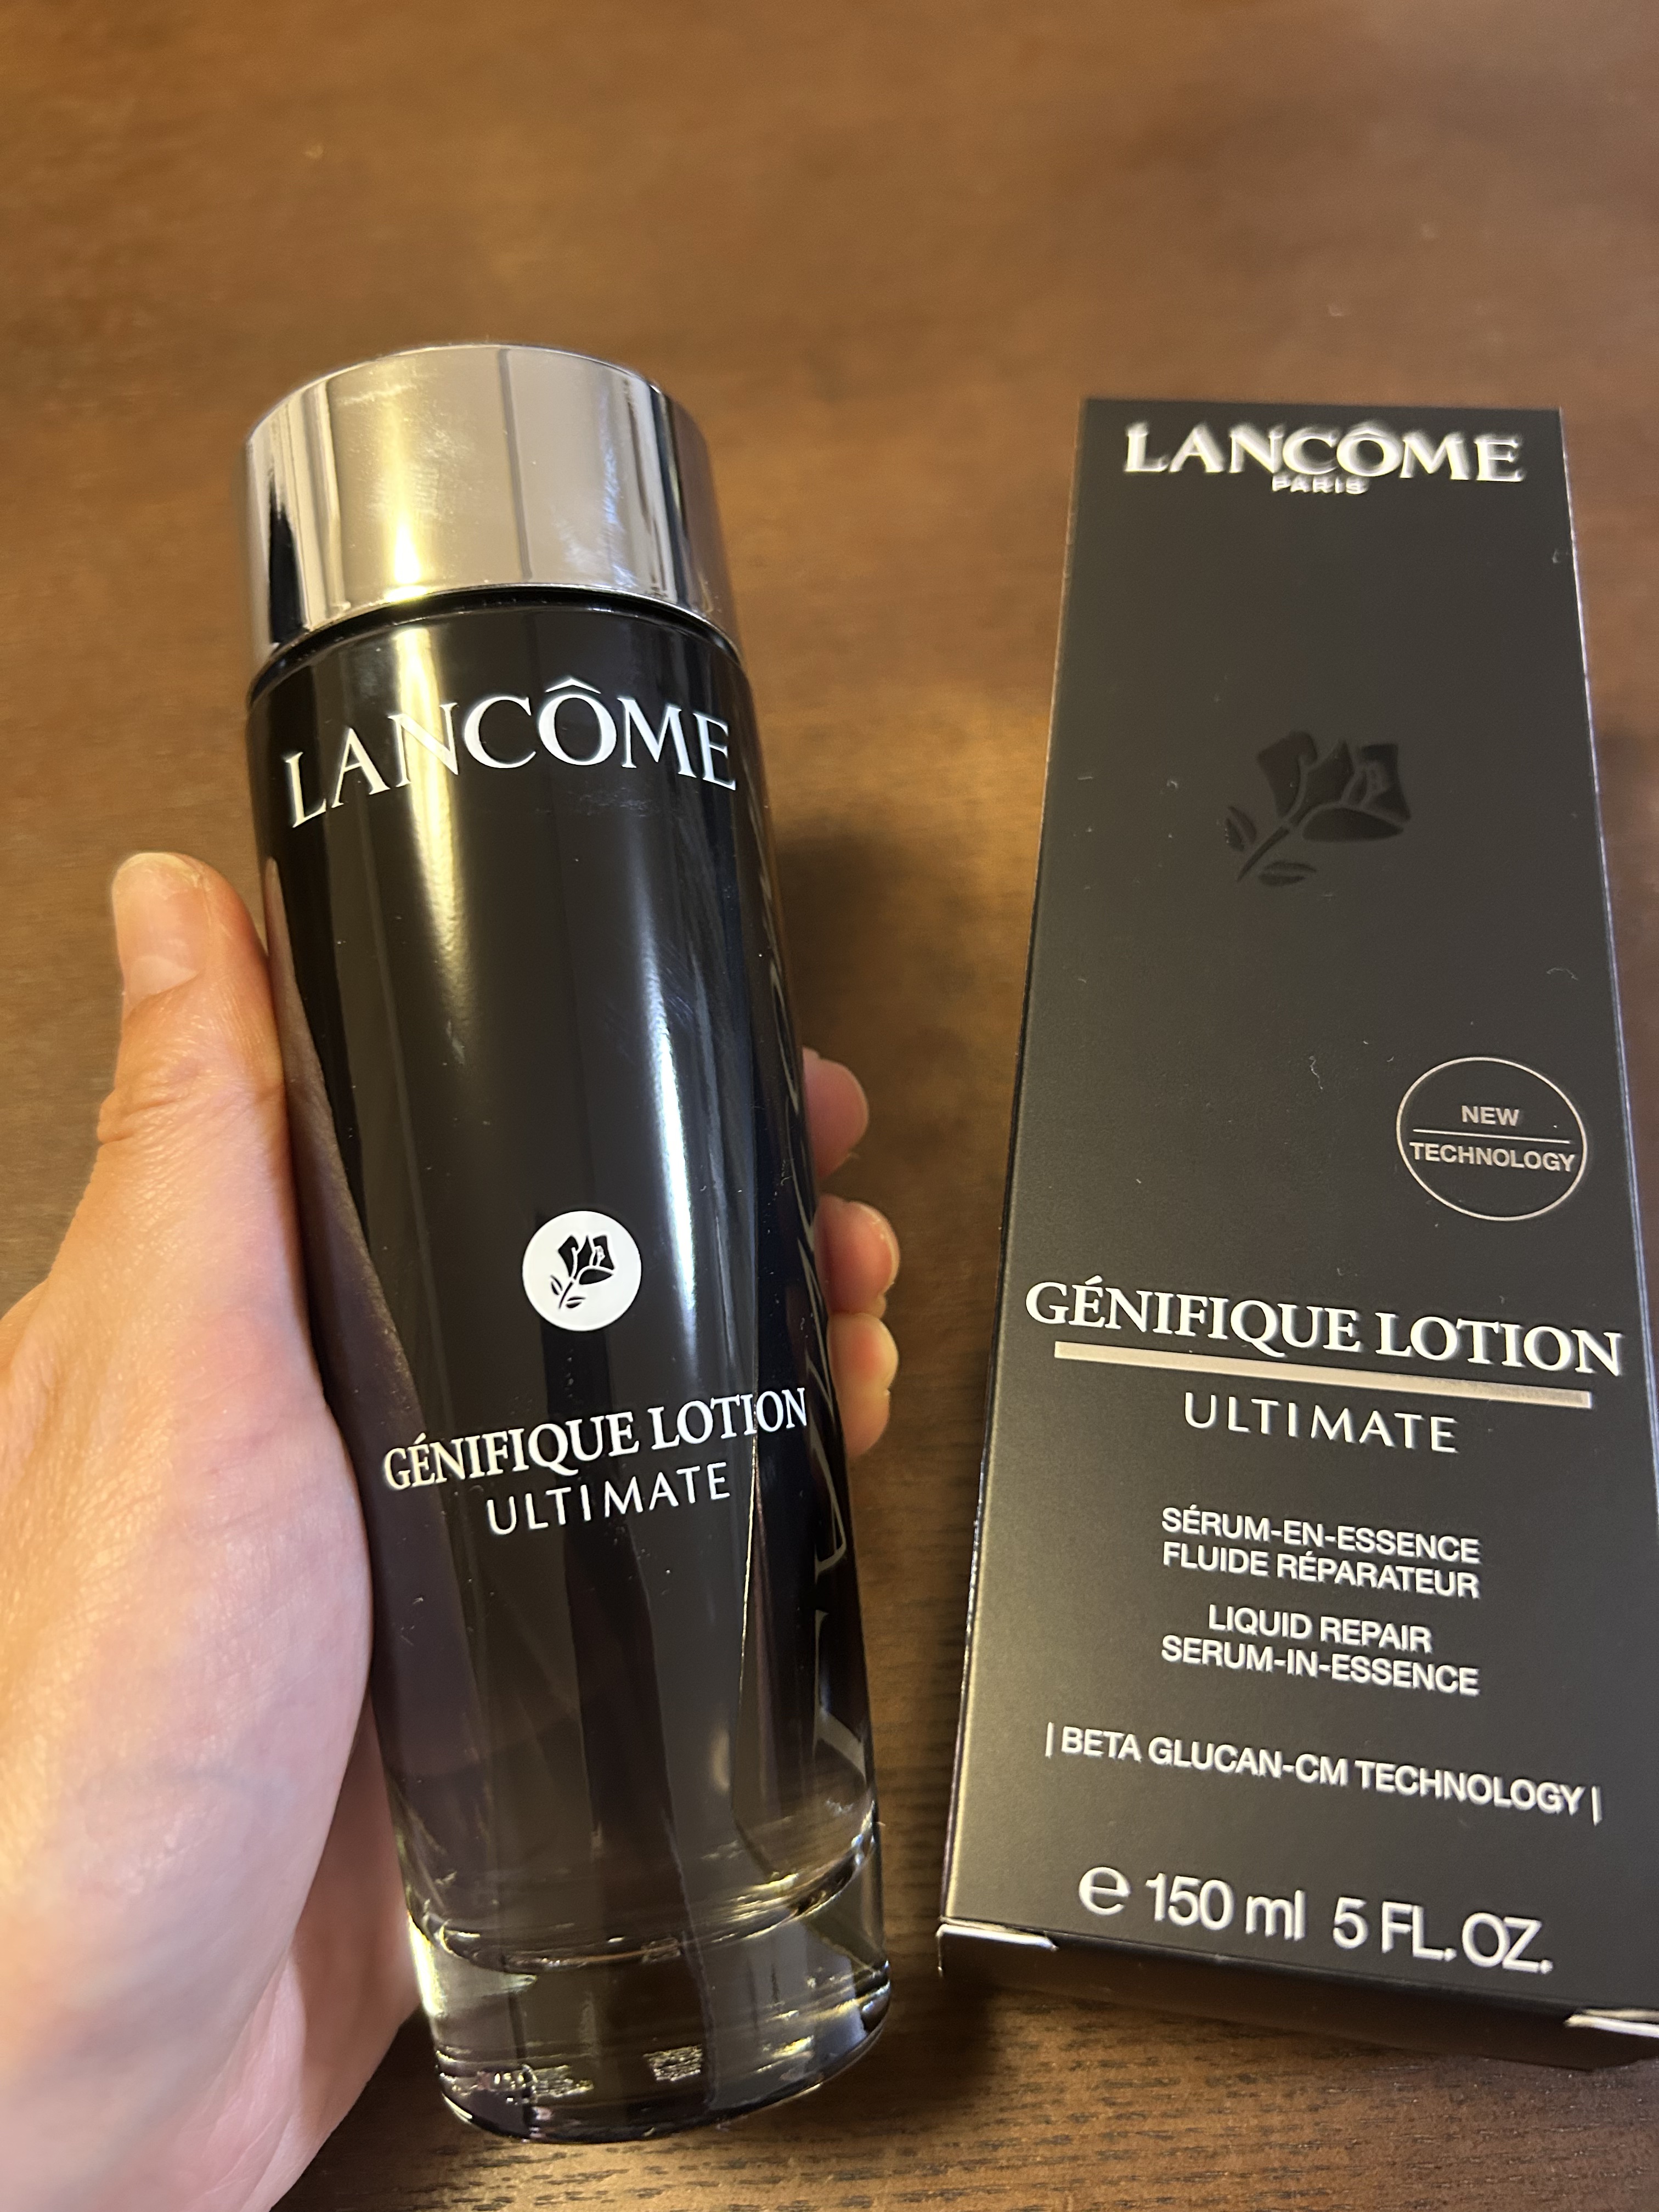 LANCÔME
GÉNIFIQUE LOTION
ULTIMATE
LANCÔME
PARIS
NEW
TECHNOLOGY
GÉNIFIQUE LOTION
ULTIMATE
SÉRUM-EN-ESSENCE
FLUIDE RÉPARATEUR
LIQUID REPAIR
SERUM-IN-ESSENCE
| BETA GLUCAN-CM TECHNOLOGY |
℮ 150 ml 5 FL.OZ.